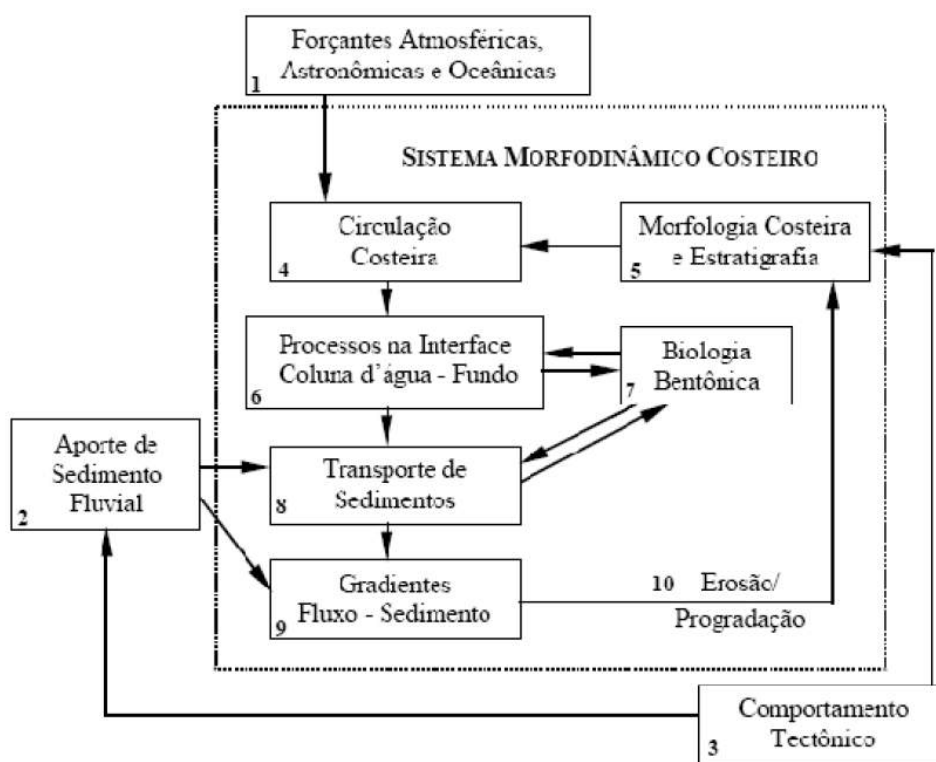 Forçantes Atmosféricas,
Astronômicas e Oceânicas
1
SISTEMA MORFODINÂMICO COSTEIRO
Circulação
Costeira
4
Morfologia Costeira
e Estratigrafia
5
Processos na Interface
Coluna d'água - Fundo
6
Biologia
Bentônica
7
Aporte de
Sedimento
Fluvial
2
Transporte de
Sedimentos
8
Gradientes
Fluxo - Sedimento
9
10 Erosão/
Progradação
Comportamento
Tectônico
3